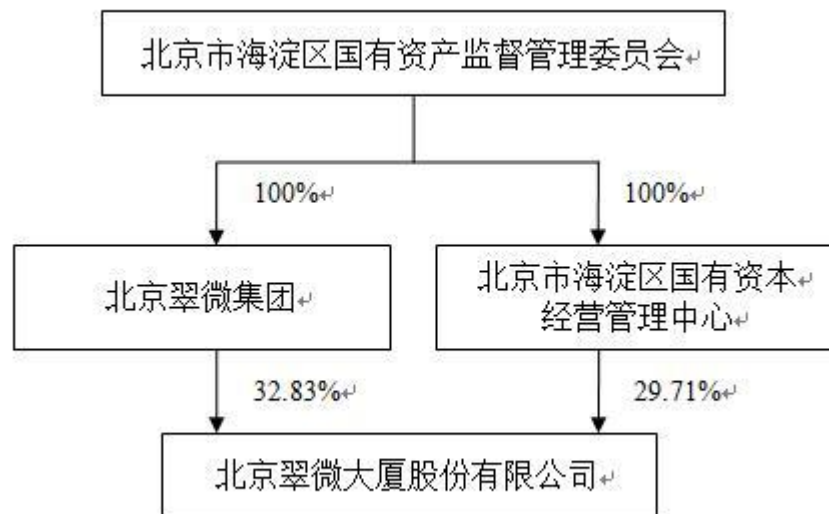 北京市海淀区国有资产监督管理委员会↵
100%↵
100%↵
北京翠微集团↵
北京市海淀区国有资本↵
经营管理中心↵
32.83%↵
29.71%↵
北京翠微大厦股份有限公司↵